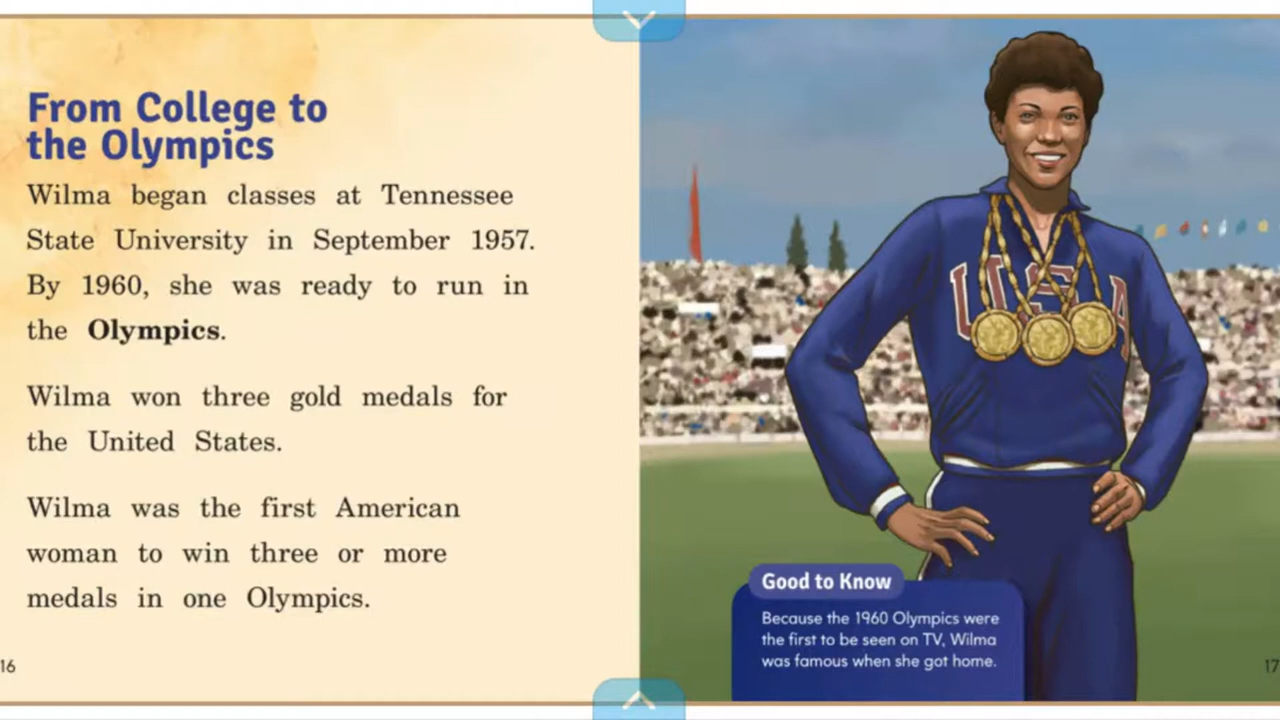 From College to
the Olympics
Wilma began classes at Tennessee
State University in September 1957.
By 1960, she was ready to run in
the Olympics.
Wilma won three gold medals for
the United States.
Wilma was the first American
woman to win three or more
medals in one Olympics.
16
USA
Good to Know
Because the 1960 Olympics were
the first to be seen on TV, Wilma
was famous when she got home.
17